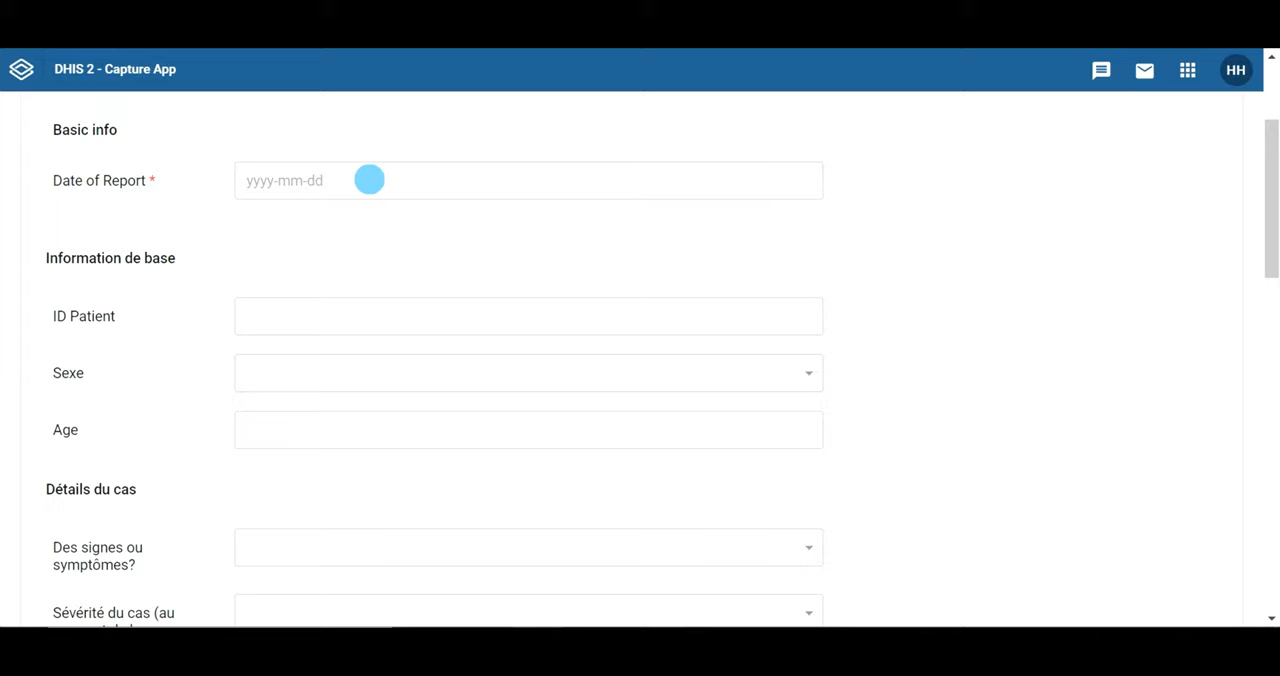 DHIS 2 - Capture App
HH
Basic info
Date of Report *
yyyy-mm-dd
Information de base
ID Patient
Sexe
Age
Détails du cas
Des signes ou
symptômes?
Sévérité du cas (au